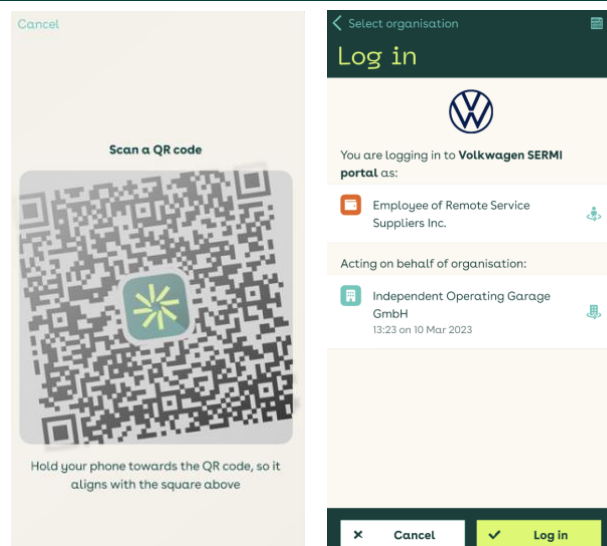 Cancel
Scan a QR code
Hold your phone towards the QR code, so it
aligns with the square above
Select organisation
Log in
You are logging in to Volkwagen SERMI
portal as:
Employee of Remote Service
Suppliers Inc.
Acting on behalf of organisation:
Independent Operating Garage
GmbH
13:23 on 10 Mar 2023
Cancel
Log in